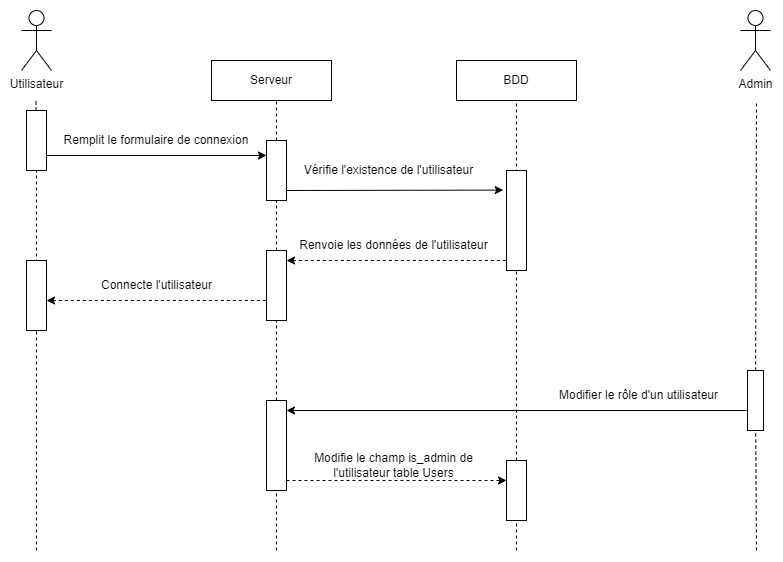 Utilisateur
Serveur
BDD
Admin
Remplit le formulaire de connexion
Vérifie l'existence de l'utilisateur
Renvoie les données de l'utilisateur
Connecte l'utilisateur
Modifier le rôle d'un utilisateur
Modifie le champ is_admin de
l'utilisateur table Users